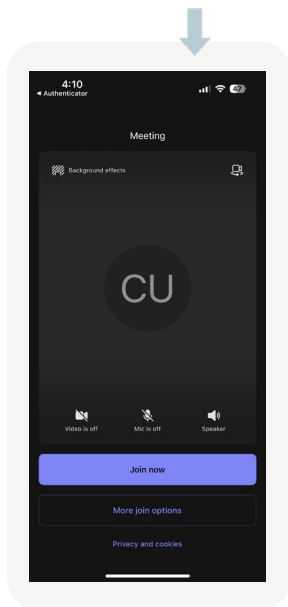 4:10
47
◀ Authenticator
Meeting
Background effects
CU
Video is off
Mic is off
Speaker
Join now
More join options
Privacy and cookies